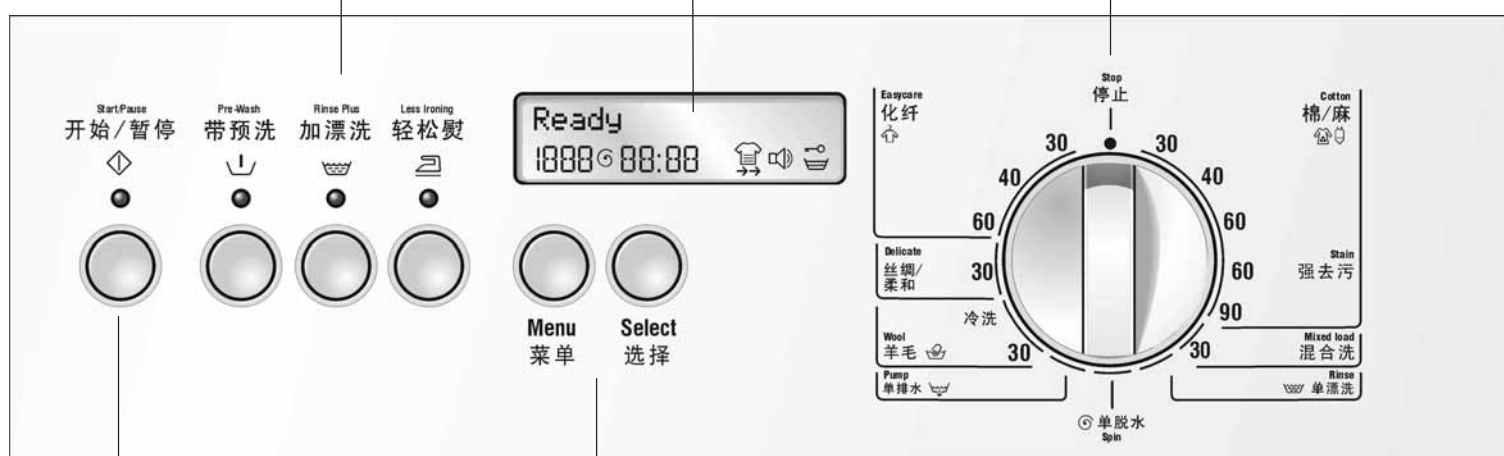 Start/Pause
开始/暂停
Pre-Wash
带预洗
Rinse Plus
加漂洗
Less Ironing
轻松熨
Ready
1888 88:88
Menu
菜单
Select
选择
Stop
停止
Easycare
化纤
30
40
60
Delicate
丝绸/
柔和
30
冷洗
Wool
羊毛
30
Pump
单排水
Cotton
棉/麻
30
40
60
Stain
强去污
60
90
Mixed load
混合洗
30
Rinse
单漂洗
单脱水
Spin